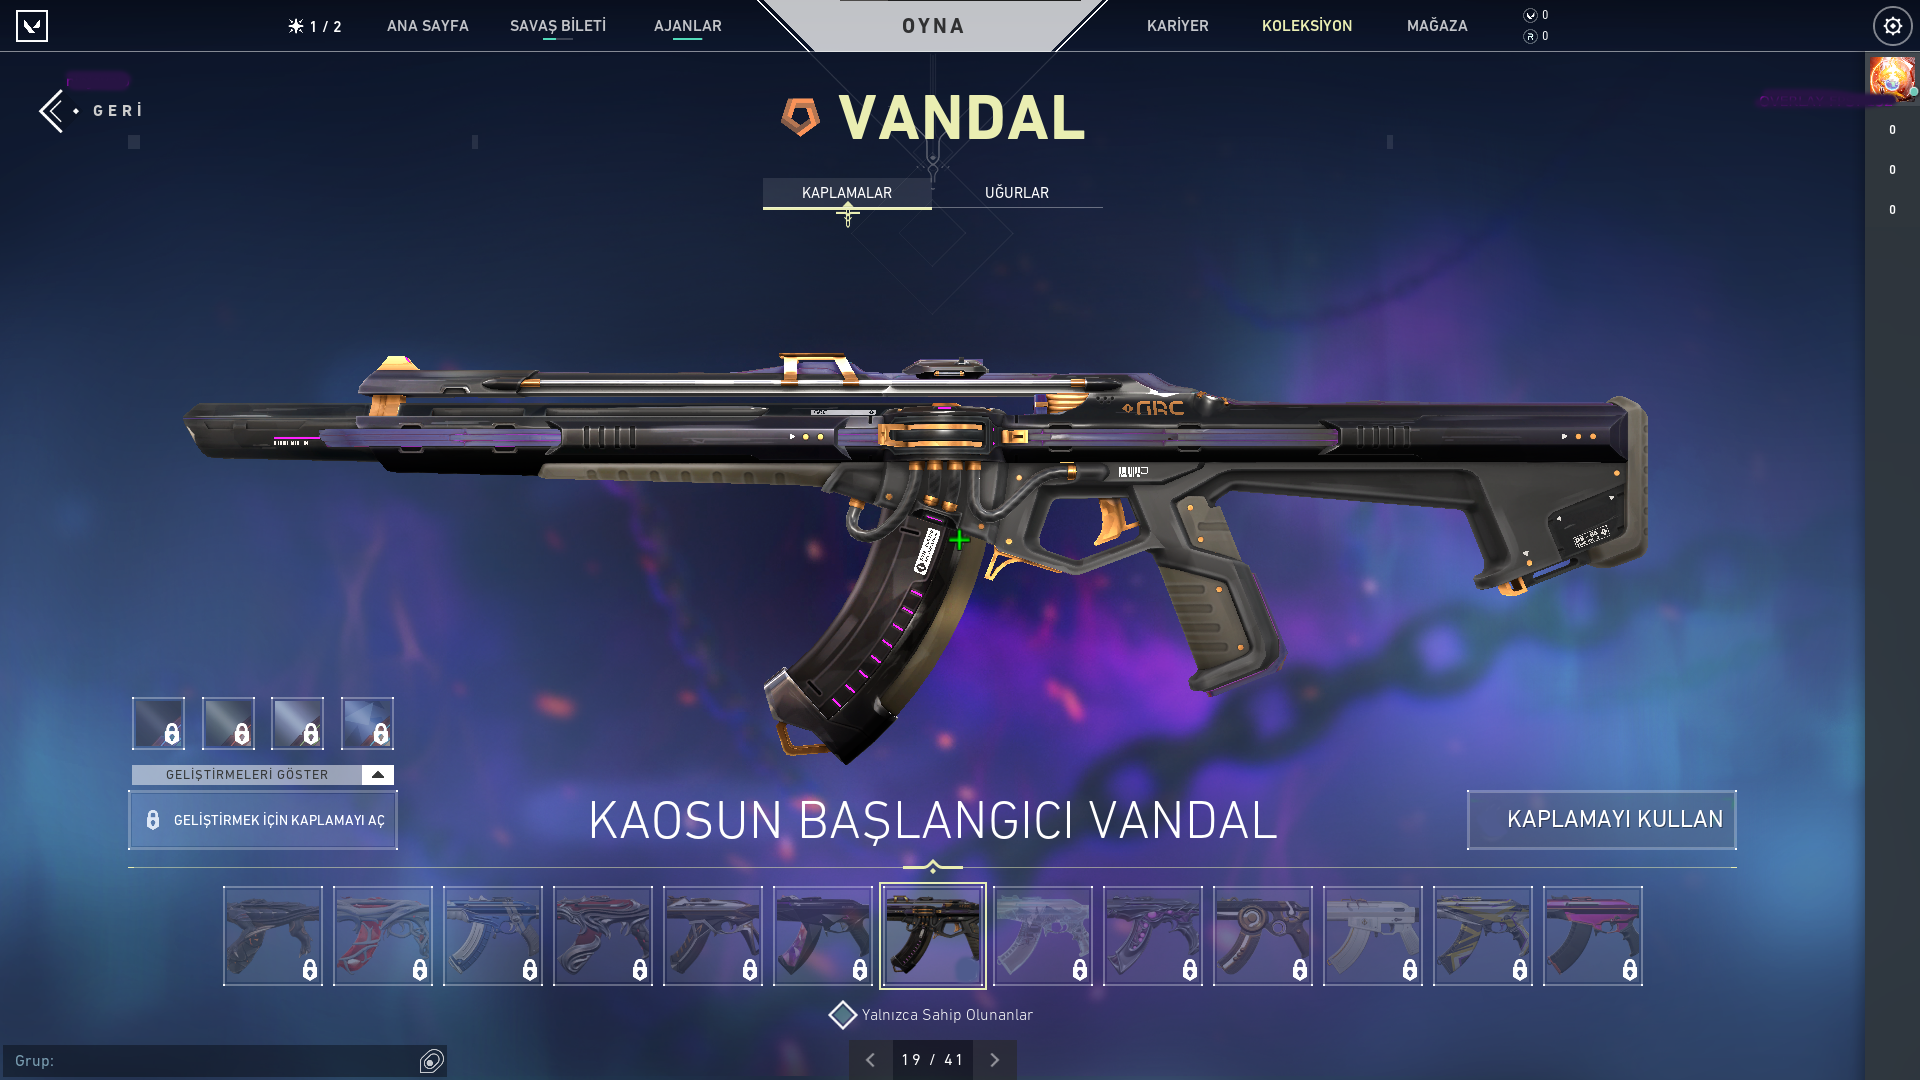 1 / 2
ANA SAYFA
SAVAŞ BİLETİ
AJANLAR
OYNA
KARİYER
KOLEKSİYON
MAĞAZA
0
0
GERİ
VANDAL
KAPLAMALAR
UĞURLAR
0
0
0
GBC
GELİŞTİRMELERİ GÖSTER
GELİŞTİRMEK İÇİN KAPLAMAYI AÇ
KAOSUN BAŞLANGICI VANDAL
KAPLAMAYI KULLAN
Yalnızca Sahip Olunanlar
Grup:
19 / 41